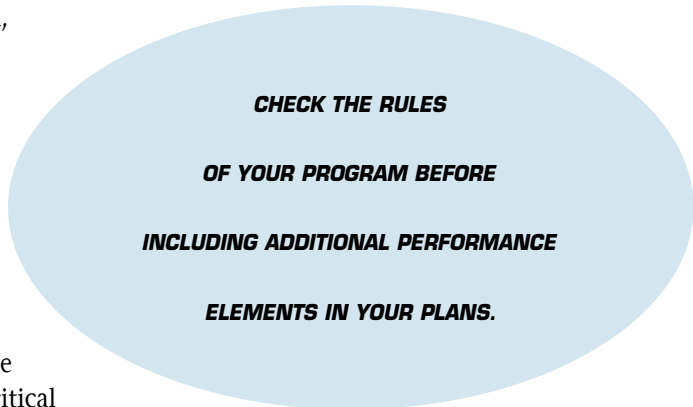 CHECK THE RULES
OF YOUR PROGRAM BEFORE
INCLUDING ADDITIONAL PERFORMANCE
ELEMENTS IN YOUR PLANS.